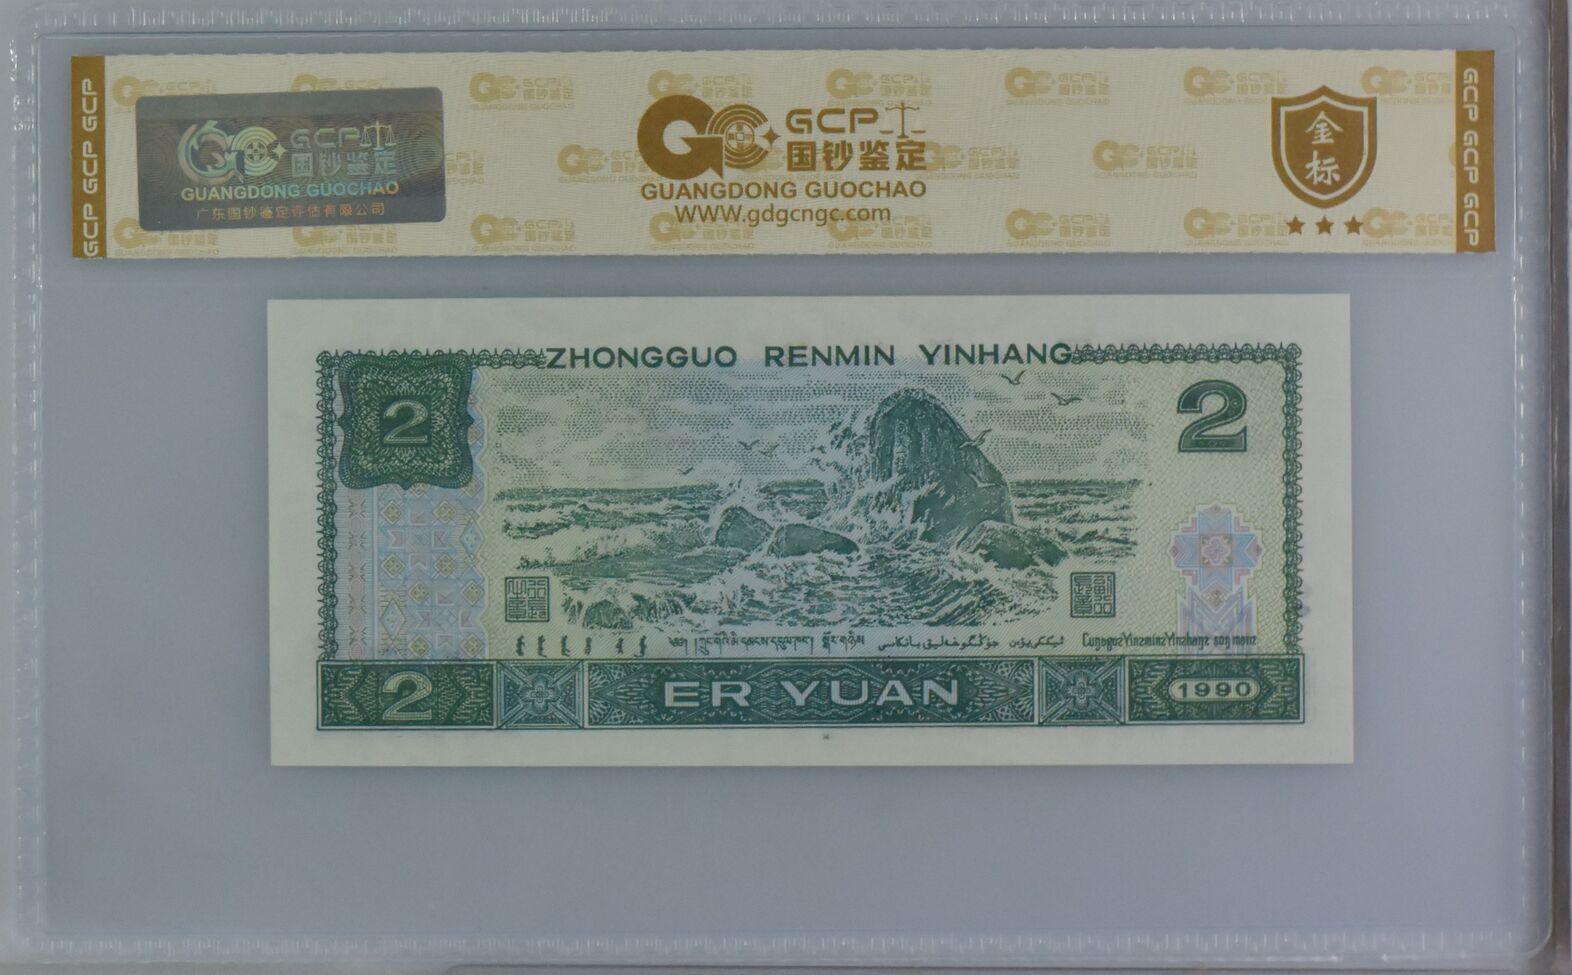 GCP GCP GCP
GCP
国钞鉴定
GUANGDONG GUOCHAO
广东国钞鉴定评估有限公司
GCP
国钞鉴定
GUANGDONG GUOCHAO
WWW.gdgcngc.com
金标
GCP GCP GCP
ZHONGGUO RENMIN YINHANG
2
2
2
ER YUAN
1990